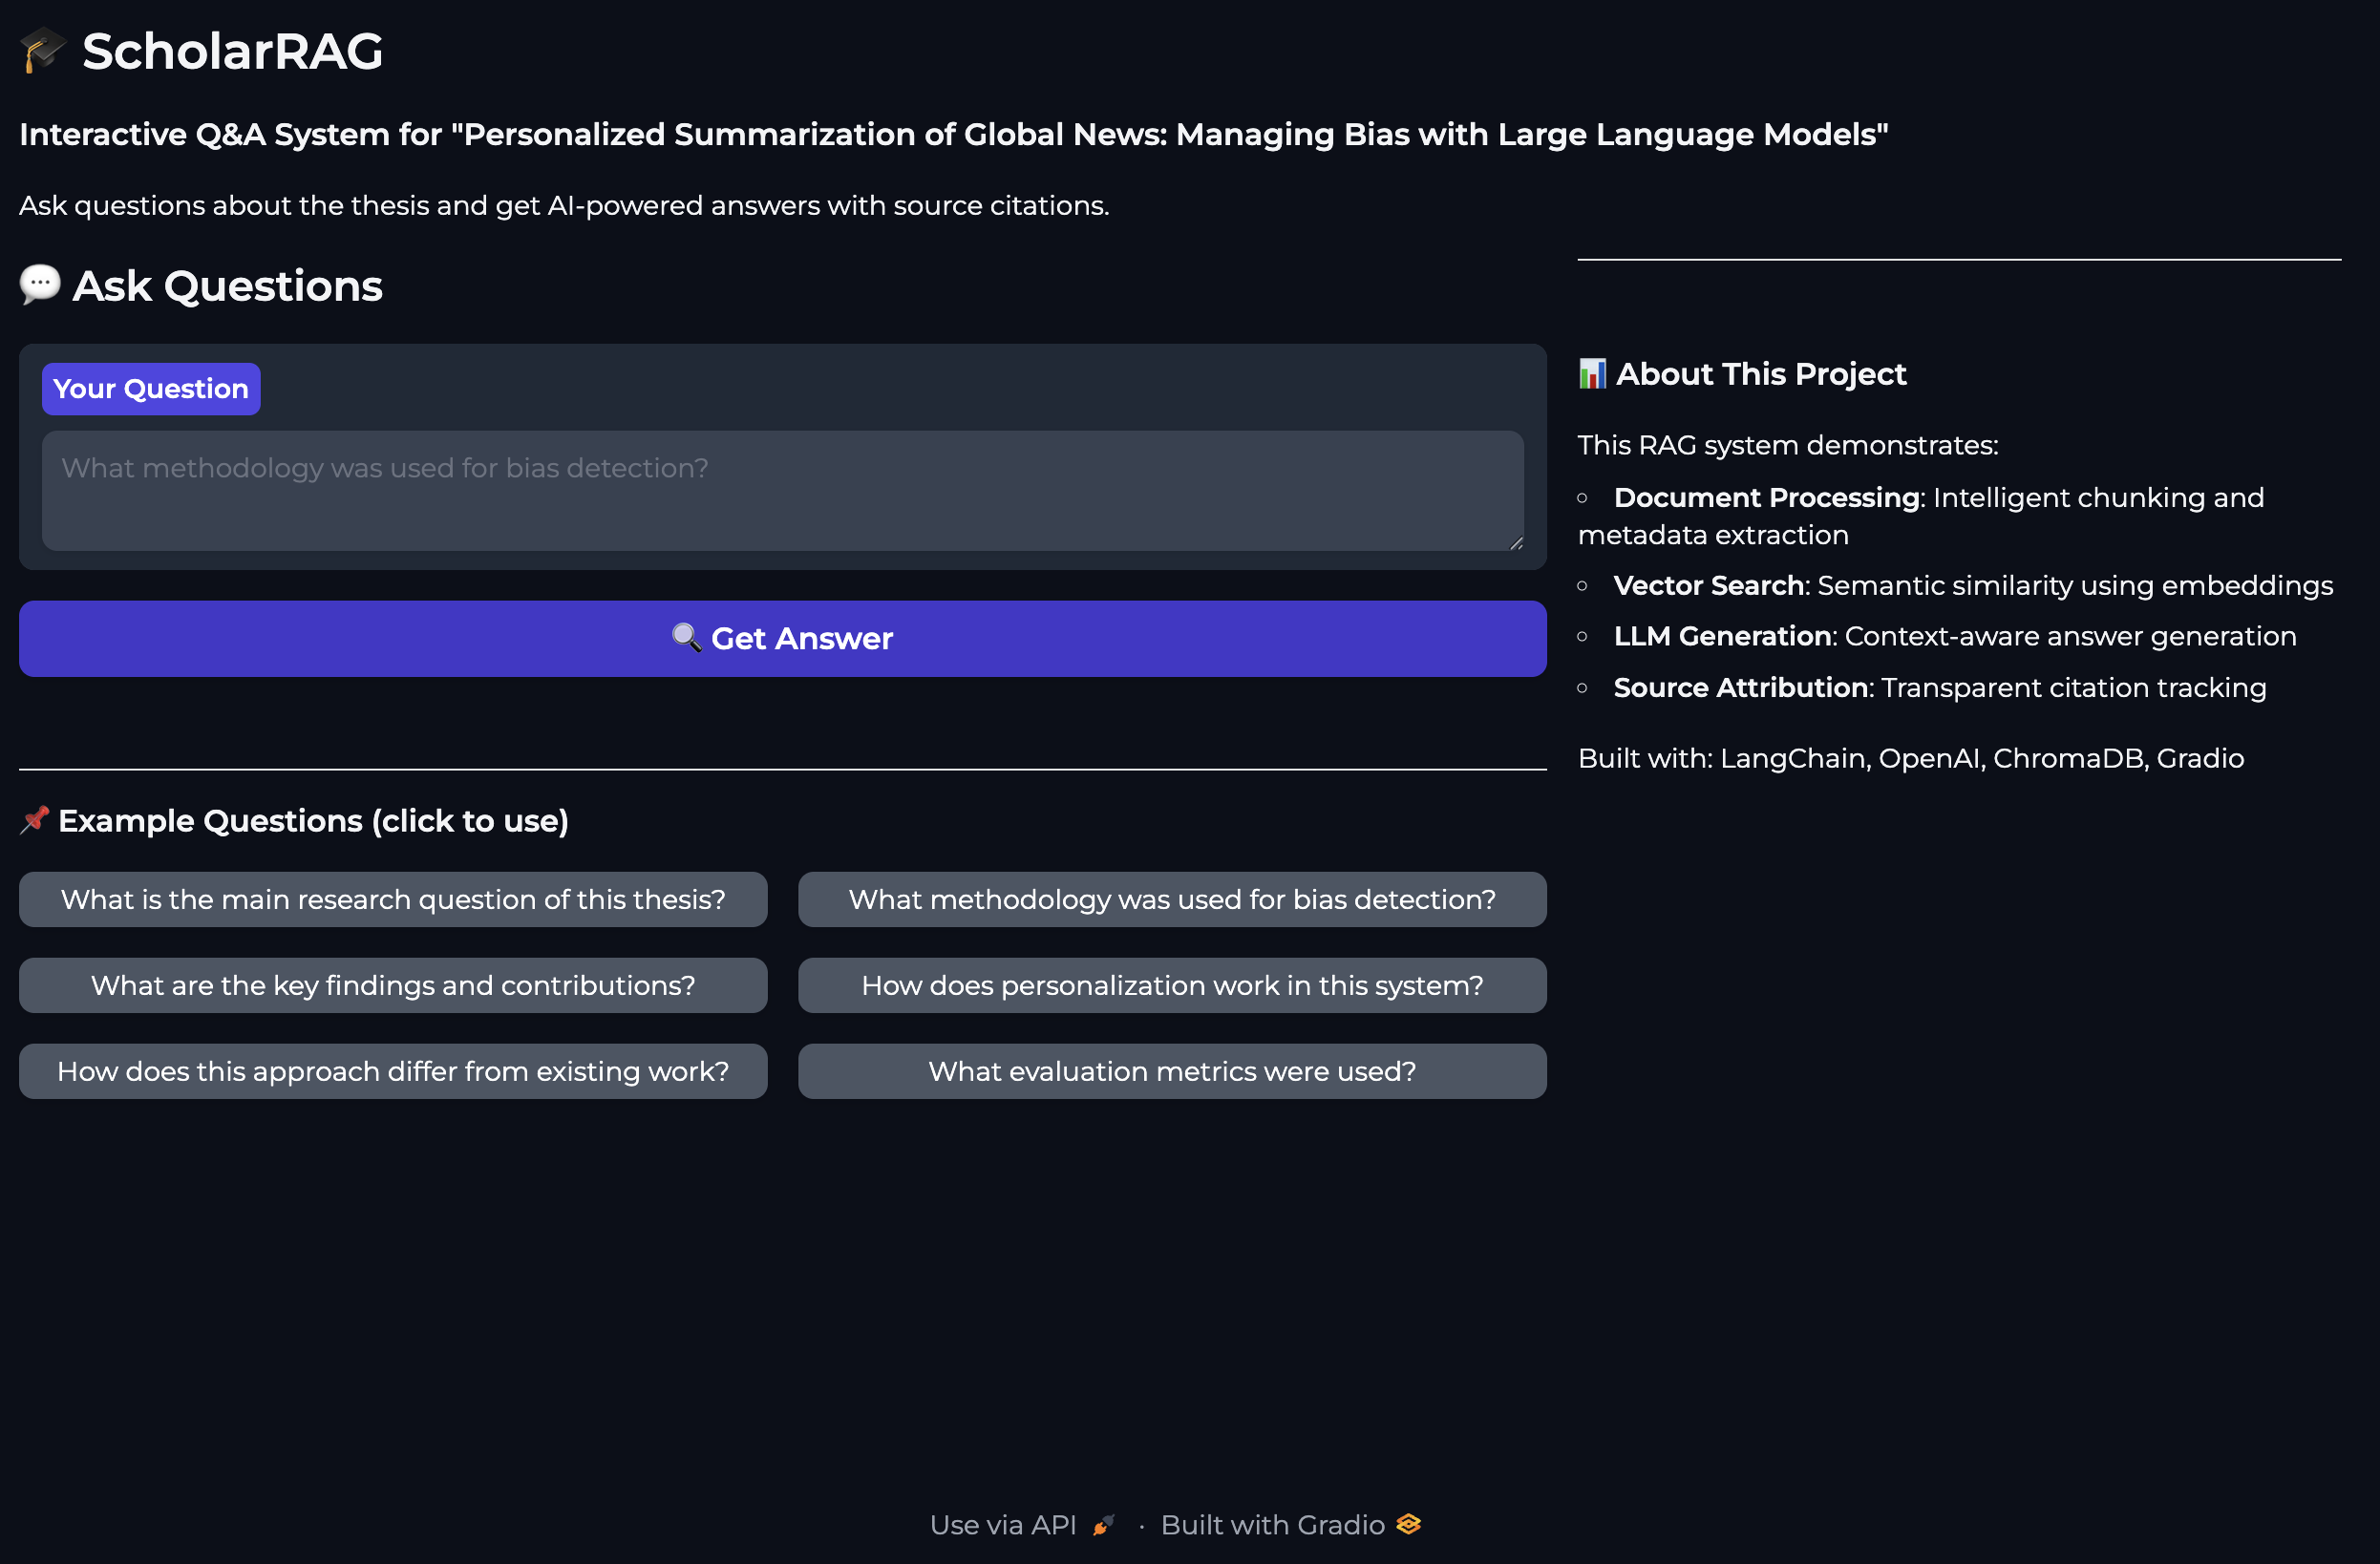 ScholarRAG
Interactive Q&A System for "Personalized Summarization of Global News: Managing Bias with Large Language Models"
Ask questions about the thesis and get AI-powered answers with source citations.
Ask Questions
Your Question
What methodology was used for bias detection?
Get Answer
Example Questions (click to use)
What is the main research question of this thesis?
What methodology was used for bias detection?
What are the key findings and contributions?
How does personalization work in this system?
How does this approach differ from existing work?
What evaluation metrics were used?
About This Project
This RAG system demonstrates:
Document Processing: Intelligent chunking and
metadata extraction
Vector Search: Semantic similarity using embeddings
LLM Generation: Context-aware answer generation
Source Attribution: Transparent citation tracking
Built with: LangChain, OpenAI, ChromaDB, Gradio
Use via API · Built with Gradio